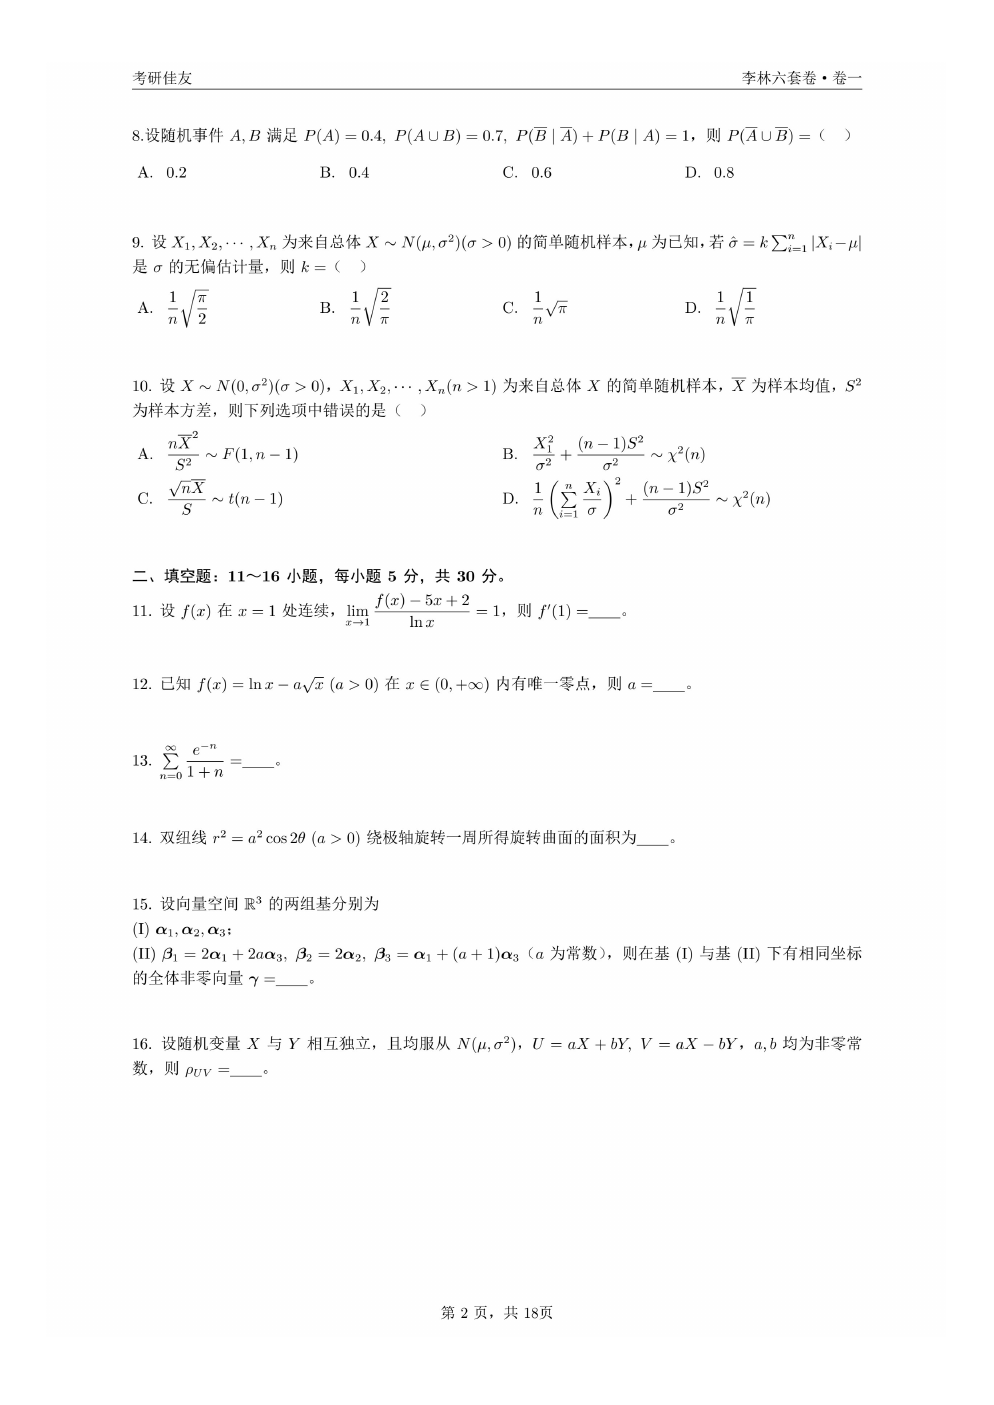 考研佳友 李林六套卷·卷一
8.设随机事件 A, B 满足 P(A) = 0.4, P(A ∪ B) = 0.7, P(B̅ | A̅) + P(B | A) = 1，则 P(A̅ ∪ B̅) =（ ）
A. 0.2 B. 0.4 C. 0.6 D. 0.8
9. 设 X₁, X₂, ⋯ , Xₙ 为来自总体 X ∼ N(μ, σ²)(σ > 0) 的简单随机样本，μ 为已知，若 σ̂ = k ∑ⁿᵢ₌₁ |Xᵢ−μ|
是 σ 的无偏估计量，则 k =（ ）
A. 1/n √(π/2) B. 1/n √(2/π) C. 1/n √π D. 1/n √(1/π)
10. 设 X ∼ N(0, σ²)(σ > 0)，X₁, X₂, ⋯ , Xₙ(n > 1) 为来自总体 X 的简单随机样本，X̅ 为样本均值，S²
为样本方差，则下列选项中错误的是（ ）
A. nX̅²/S² ∼ F(1, n − 1) B. X₁²/σ² + (n − 1)S²/σ² ∼ χ²(n)
C. √nX̅/S ∼ t(n − 1) D. 1/n (∑ⁿᵢ₌₁ Xᵢ/σ)² + (n − 1)S²/σ² ∼ χ²(n)
二、填空题：11～16 小题，每小题 5 分，共 30 分。
11. 设 f(x) 在 x = 1 处连续，lim x→1 (f(x) − 5x + 2)/ln x = 1，则 f′(1) =____。
12. 已知 f(x) = ln x − a√x (a > 0) 在 x ∈ (0, +∞) 内有唯一零点，则 a =____。
13. ∑ n=0 ∞ e⁻ⁿ/(1 + n) =____。
14. 双纽线 r² = a² cos 2θ (a > 0) 绕极轴旋转一周所得旋转曲面的面积为____。
15. 设向量空间 ℝ³ 的两组基分别为
(I) α₁, α₂, α₃；
(II) β₁ = 2α₁ + 2aα₃, β₂ = 2α₂, β₃ = α₁ + (a + 1)α₃（a 为常数），则在基 (I) 与基 (II) 下有相同坐标
的全体非零向量 γ =____。
16. 设随机变量 X 与 Y 相互独立，且均服从 N(μ, σ²)，U = aX + bY, V = aX − bY，a, b 均为非零常
数，则 ρ_UV =____。
第 2 页，共 18页